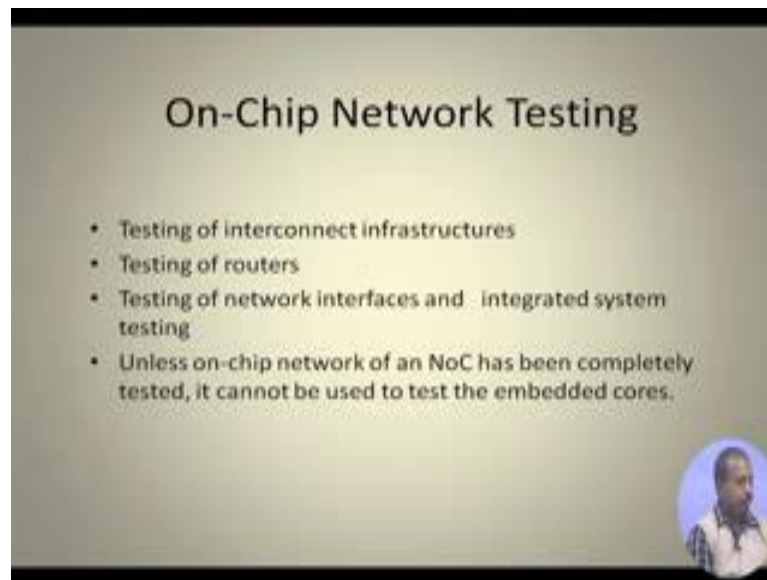 On-Chip Network Testing
• Testing of interconnect infrastructures
• Testing of routers
• Testing of network interfaces and integrated system
testing
• Unless on-chip network of an NoC has been completely
tested, it cannot be used to test the embedded cores.